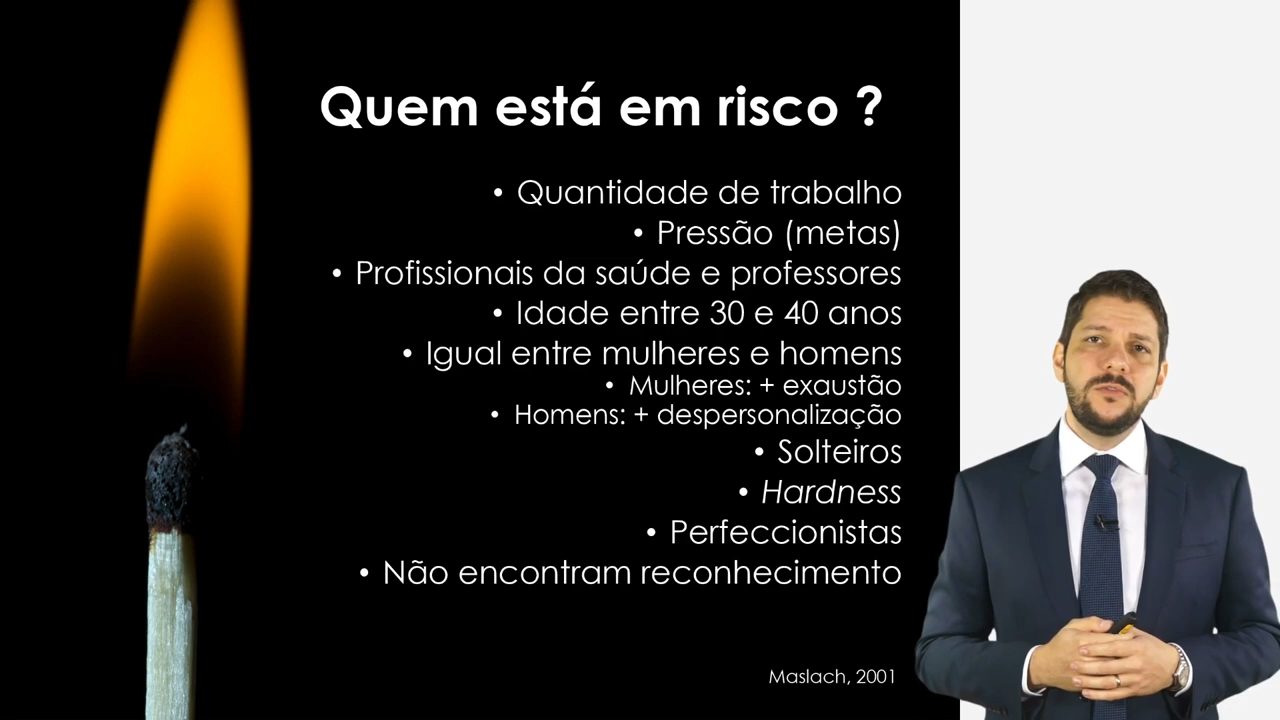 Quem está em risco ?
• Quantidade de trabalho
• Pressão (metas)
• Profissionais da saúde e professores
• Idade entre 30 e 40 anos
• Igual entre mulheres e homens
• Mulheres: + exaustão
• Homens: + despersonalização
• Solteiros
• Hardness
• Perfeccionistas
• Não encontram reconhecimento
Maslach, 2001